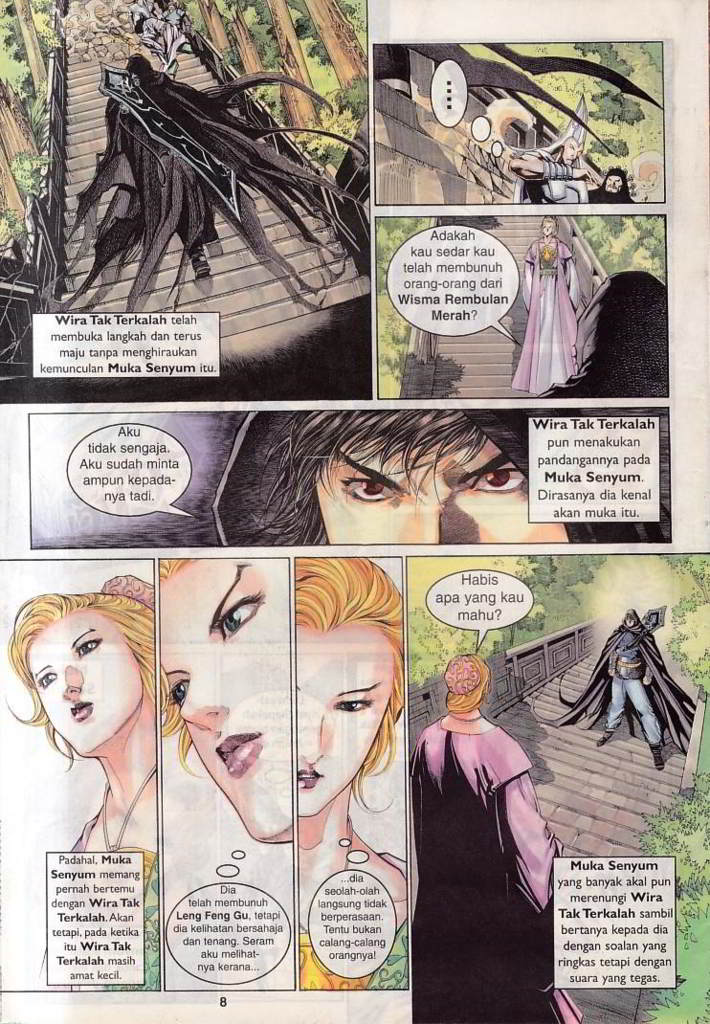 Wira Tak Terkalah telah
membuka langkah dan terus
maju tanpa menghiraukan
kemunculan Muka Senyum itu.
. . .
Adakah
kau sedar kau
telah membunuh
orang-orang dari
Wisma Rembulan
Merah?
Aku
tidak sengaja.
Aku sudah minta
ampun kepada-
nya tadi.
Wira Tak Terkalah
pun menakukan
pandangannya pada
Muka Senyum.
Dirasanya dia kenal
akan muka itu.
Padahal, Muka
Senyum memang
pernah bertemu
dengan Wira Tak
Terkalah. Akan
tetapi, pada ketika
itu Wira Tak
Terkalah masih
amat kecil.
Dia
telah membunuh
Leng Feng Gu, tetapi
dia kelihatan bersahaja
dan tenang. Seram
aku melihat-
nya kerana...
...dia
seolah-olah
langsung tidak
berperasaan.
Tentu bukan
calang-calang
orangnya!
Habis
apa yang kau
mahu?
Muka Senyum
yang banyak akal pun
merenungi Wira
Tak Terkalah sambil
bertanya kepada dia
dengan soalan yang
ringkas tetapi dengan
suara yang tegas.
8